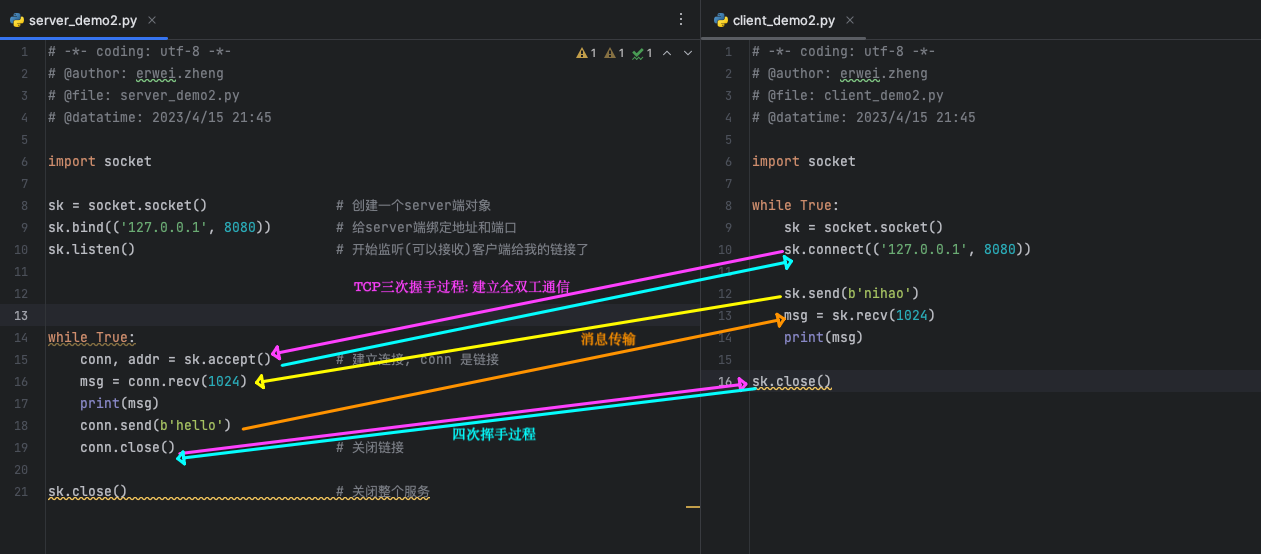 server_demo2.py
1 # -*- coding: utf-8 -*-
2 # @author: erwei.zheng
3 # @file: server_demo2.py
4 # @datatime: 2023/4/15 21:45
5
6 import socket
7
8 sk = socket.socket() # 创建一个server端对象
9 sk.bind(('127.0.0.1', 8080)) # 给server端绑定地址和端口
10 sk.listen() # 开始监听(可以接收)客户端给我的链接了
11
12
13
14 while True:
15 conn, addr = sk.accept() # 建立连接, conn 是链接
16 msg = conn.recv(1024)
17 print(msg)
18 conn.send(b'hello')
19 conn.close() # 关闭链接
20
21 sk.close() # 关闭整个服务
1 1 1
TCP三次握手过程: 建立全双工通信
消息传输
四次挥手过程
client_demo2.py
1 # -*- coding: utf-8 -*-
2 # @author: erwei.zheng
3 # @file: client_demo2.py
4 # @datatime: 2023/4/15 21:45
5
6 import socket
7
8 while True:
9 sk = socket.socket()
10 sk.connect(('127.0.0.1', 8080))
11
12 sk.send(b'nihao')
13 msg = sk.recv(1024)
14 print(msg)
15
16 sk.close()